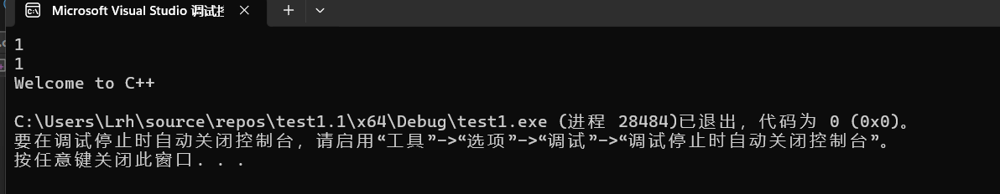 Microsoft Visual Studio 调试
1
1
Welcome to C++
C:\Users\Lrh\source\repos\test1.1\x64\Debug\test1.exe (进程 28484)已退出，代码为 0 (0x0)。
要在调试停止时自动关闭控制台，请启用“工具”->“选项”->“调试”->“调试停止时自动关闭控制台”。
按任意键关闭此窗口. . .